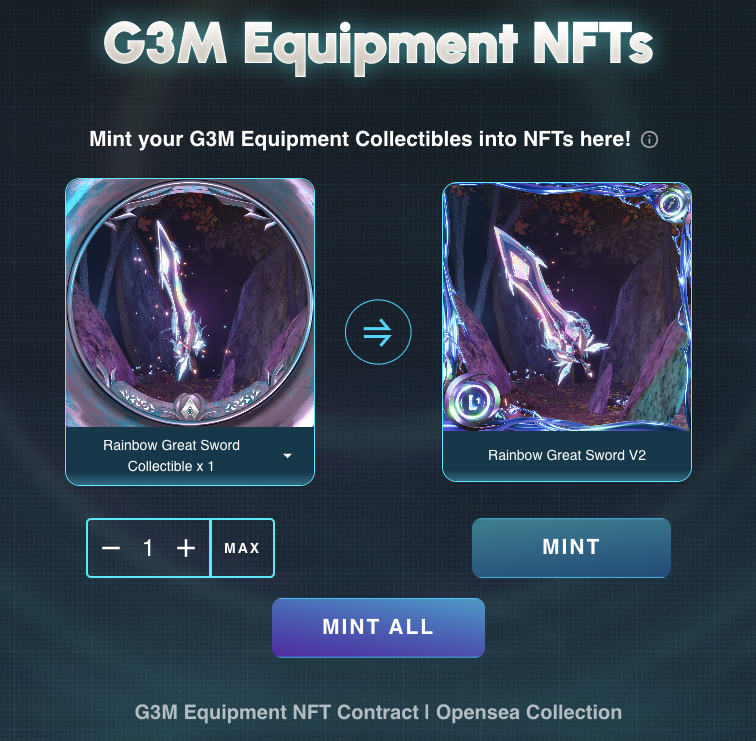 G3M Equipment NFTs
Mint your G3M Equipment Collectibles into NFTs here!
Rainbow Great Sword
Collectible x 1
Rainbow Great Sword V2
1
MAX
MINT
MINT ALL
G3M Equipment NFT Contract | Opensea Collection